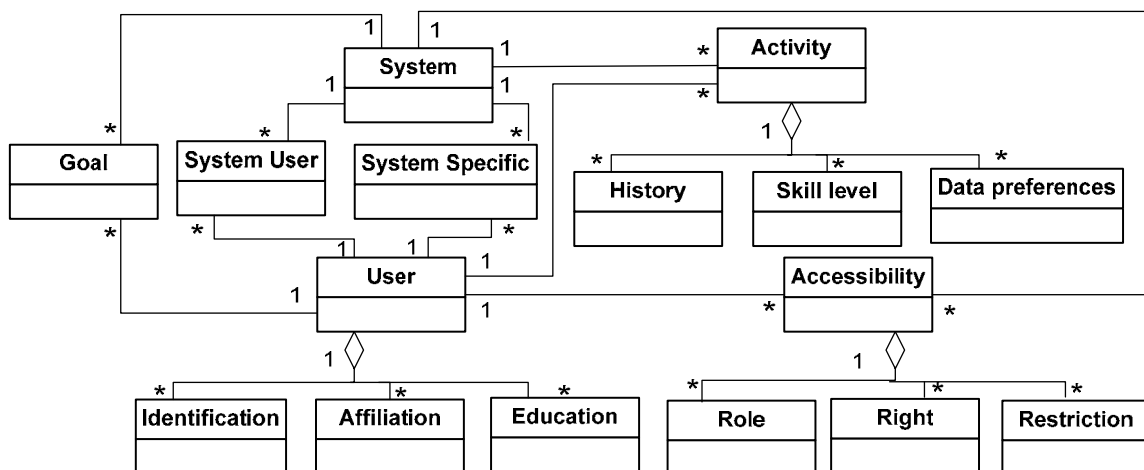 1
1
1
*
Activity
System
1
1
*
*
*
*
1
Goal
System User
System Specific
*
*
*
History
Skill level
Data preferences
*
*
*
1
1
1
User
Accessibility
1
1
*
*
1
1
*
*
*
*
*
*
Identification
Affiliation
Education
Role
Right
Restriction